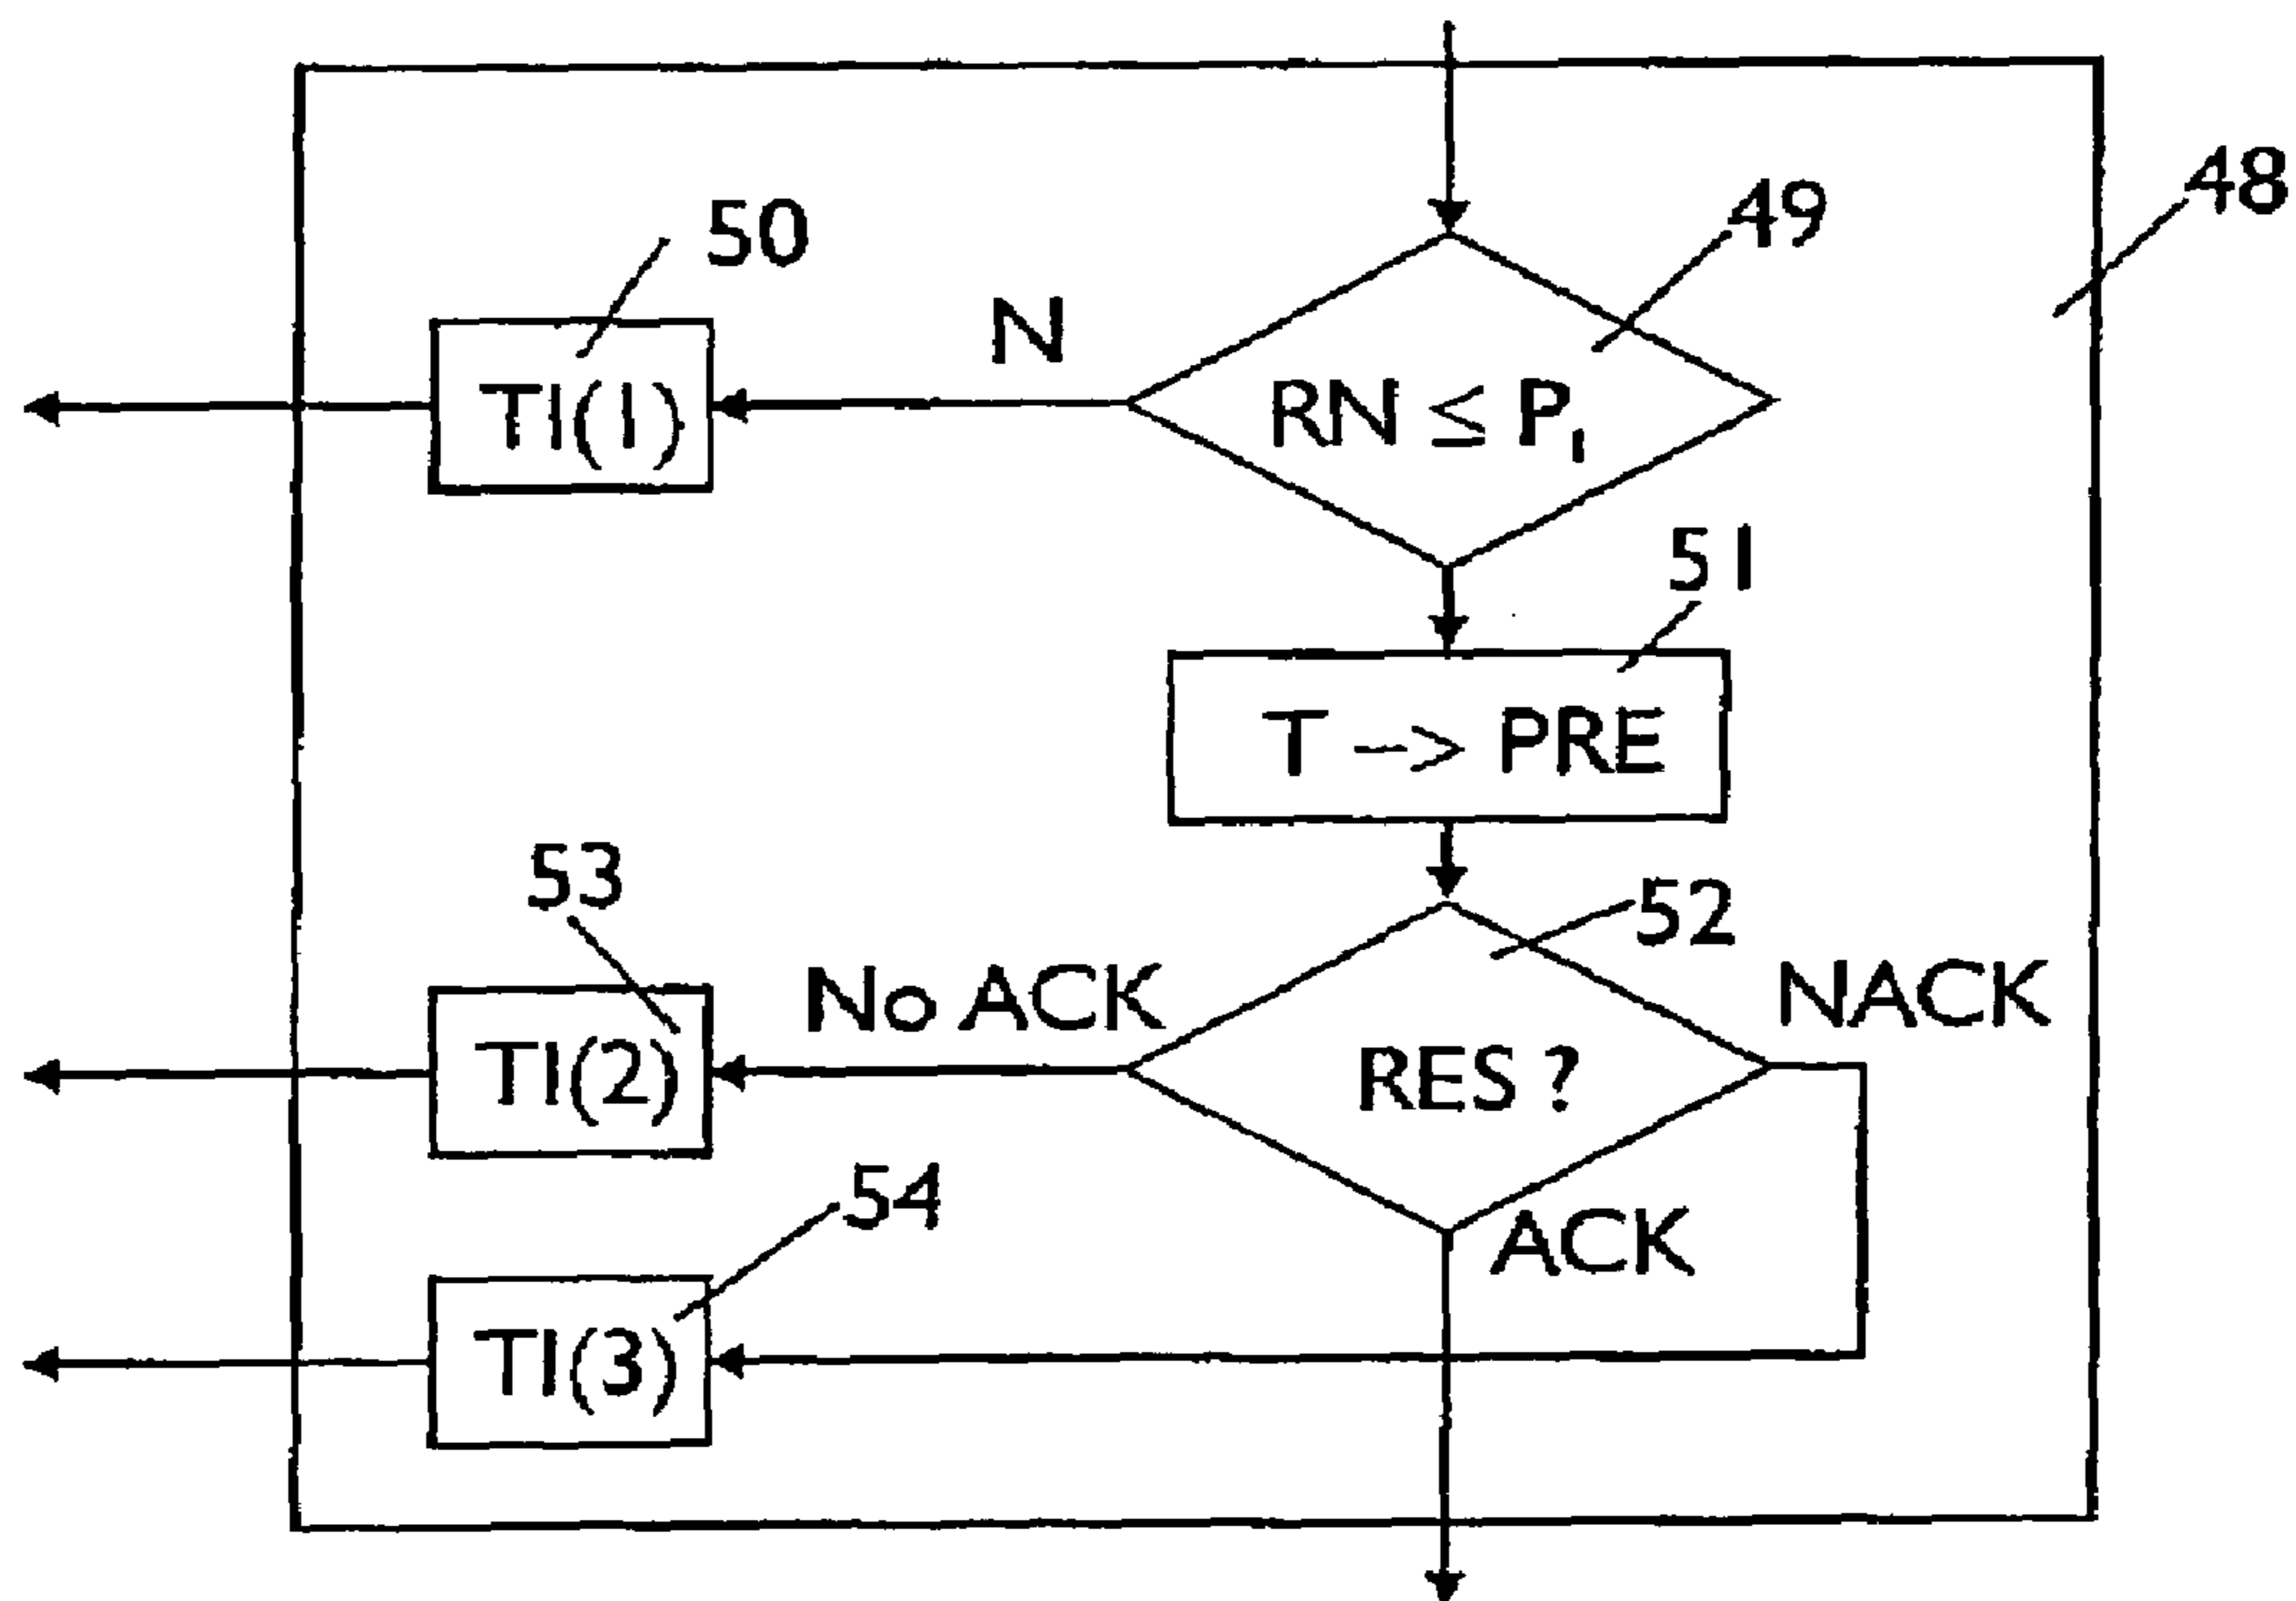 48
49
50
N
TI(1)
RN ≤ P₁
51
T --> PRE
53
52
No ACK
NACK
TI(2)
RES ?
54
ACK
TI(3)